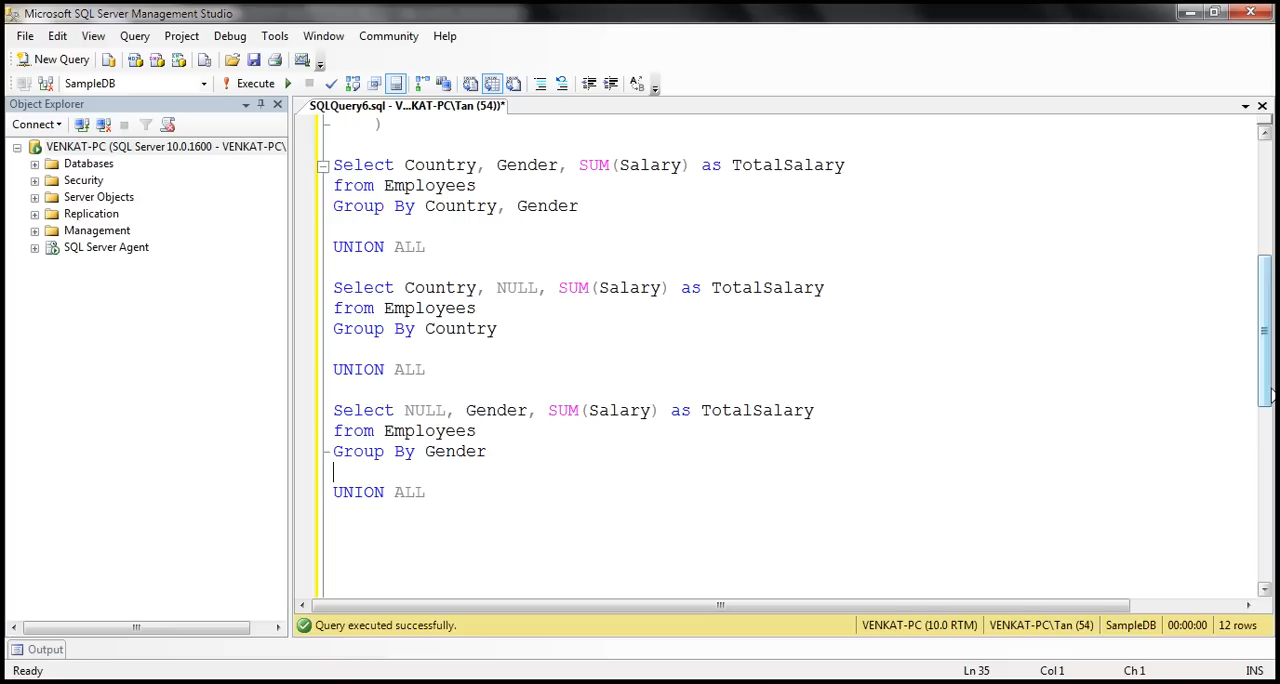 Microsoft SQL Server Management Studio
File Edit View Query Project Debug Tools Window Community Help
New Query
SampleDB Execute
Object Explorer
SQLQuery6.sql - V...KAT-PC\Tan (54))*
Connect
VENKAT-PC (SQL Server 10.0.1600 - VENKAT-PC\
Databases
Security
Server Objects
Replication
Management
SQL Server Agent
)
Select Country, Gender, SUM(Salary) as TotalSalary
from Employees
Group By Country, Gender
UNION ALL
Select Country, NULL, SUM(Salary) as TotalSalary
from Employees
Group By Country
UNION ALL
Select NULL, Gender, SUM(Salary) as TotalSalary
from Employees
Group By Gender
UNION ALL
Query executed successfully. VENKAT-PC (10.0 RTM) VENKAT-PC\Tan (54) SampleDB 00:00:00 12 rows
Output
Ready Ln 35 Col 1 Ch 1 INS